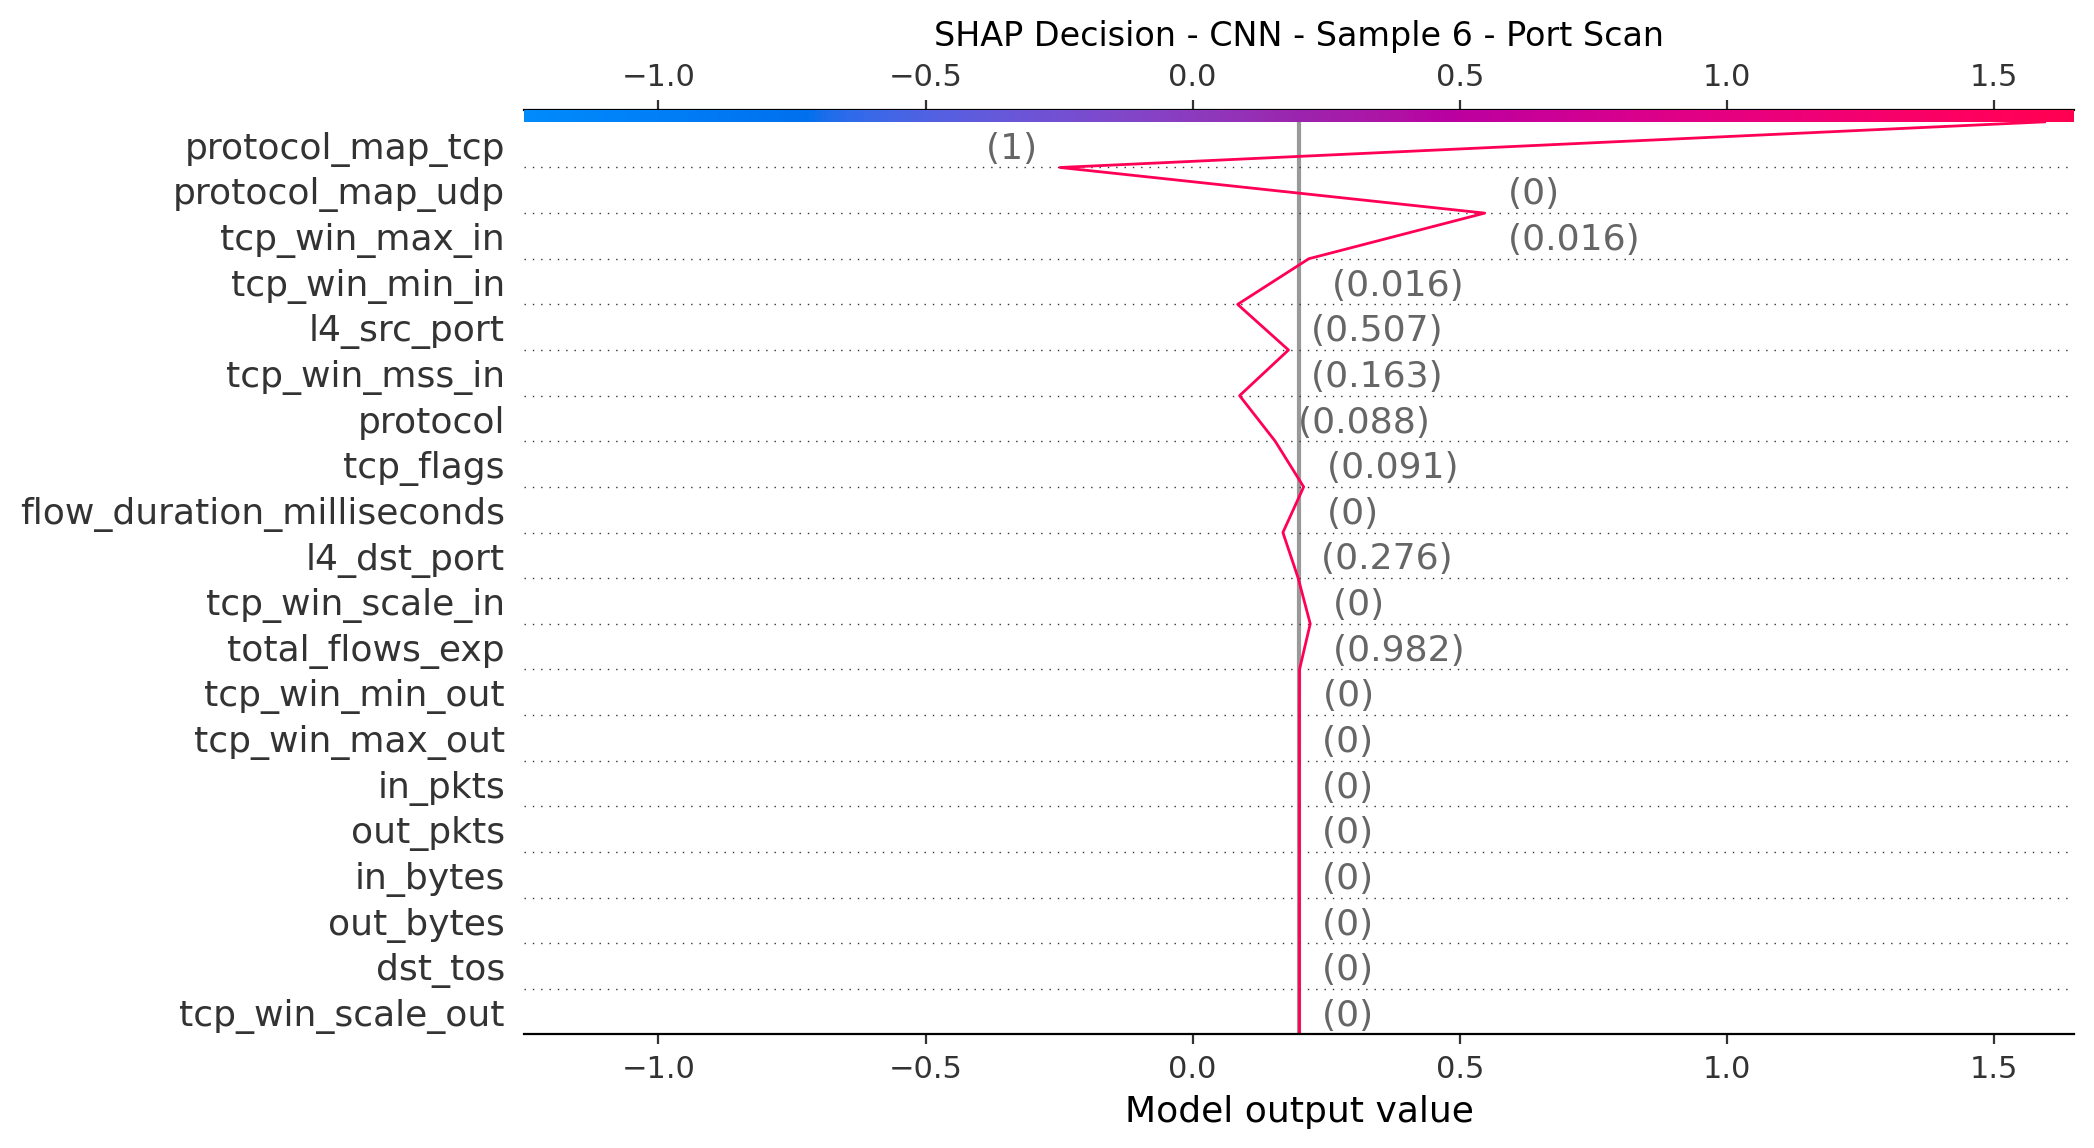 SHAP Decision - CNN - Sample 6 - Port Scan
−1.0 −0.5 0.0 0.5 1.0 1.5
protocol_map_tcp (1)
protocol_map_udp (0)
tcp_win_max_in (0.016)
tcp_win_min_in (0.016)
l4_src_port (0.507)
tcp_win_mss_in (0.163)
protocol (0.088)
tcp_flags (0.091)
flow_duration_milliseconds (0)
l4_dst_port (0.276)
tcp_win_scale_in (0)
total_flows_exp (0.982)
tcp_win_min_out (0)
tcp_win_max_out (0)
in_pkts (0)
out_pkts (0)
in_bytes (0)
out_bytes (0)
dst_tos (0)
tcp_win_scale_out (0)
−1.0 −0.5 0.0 0.5 1.0 1.5
Model output value